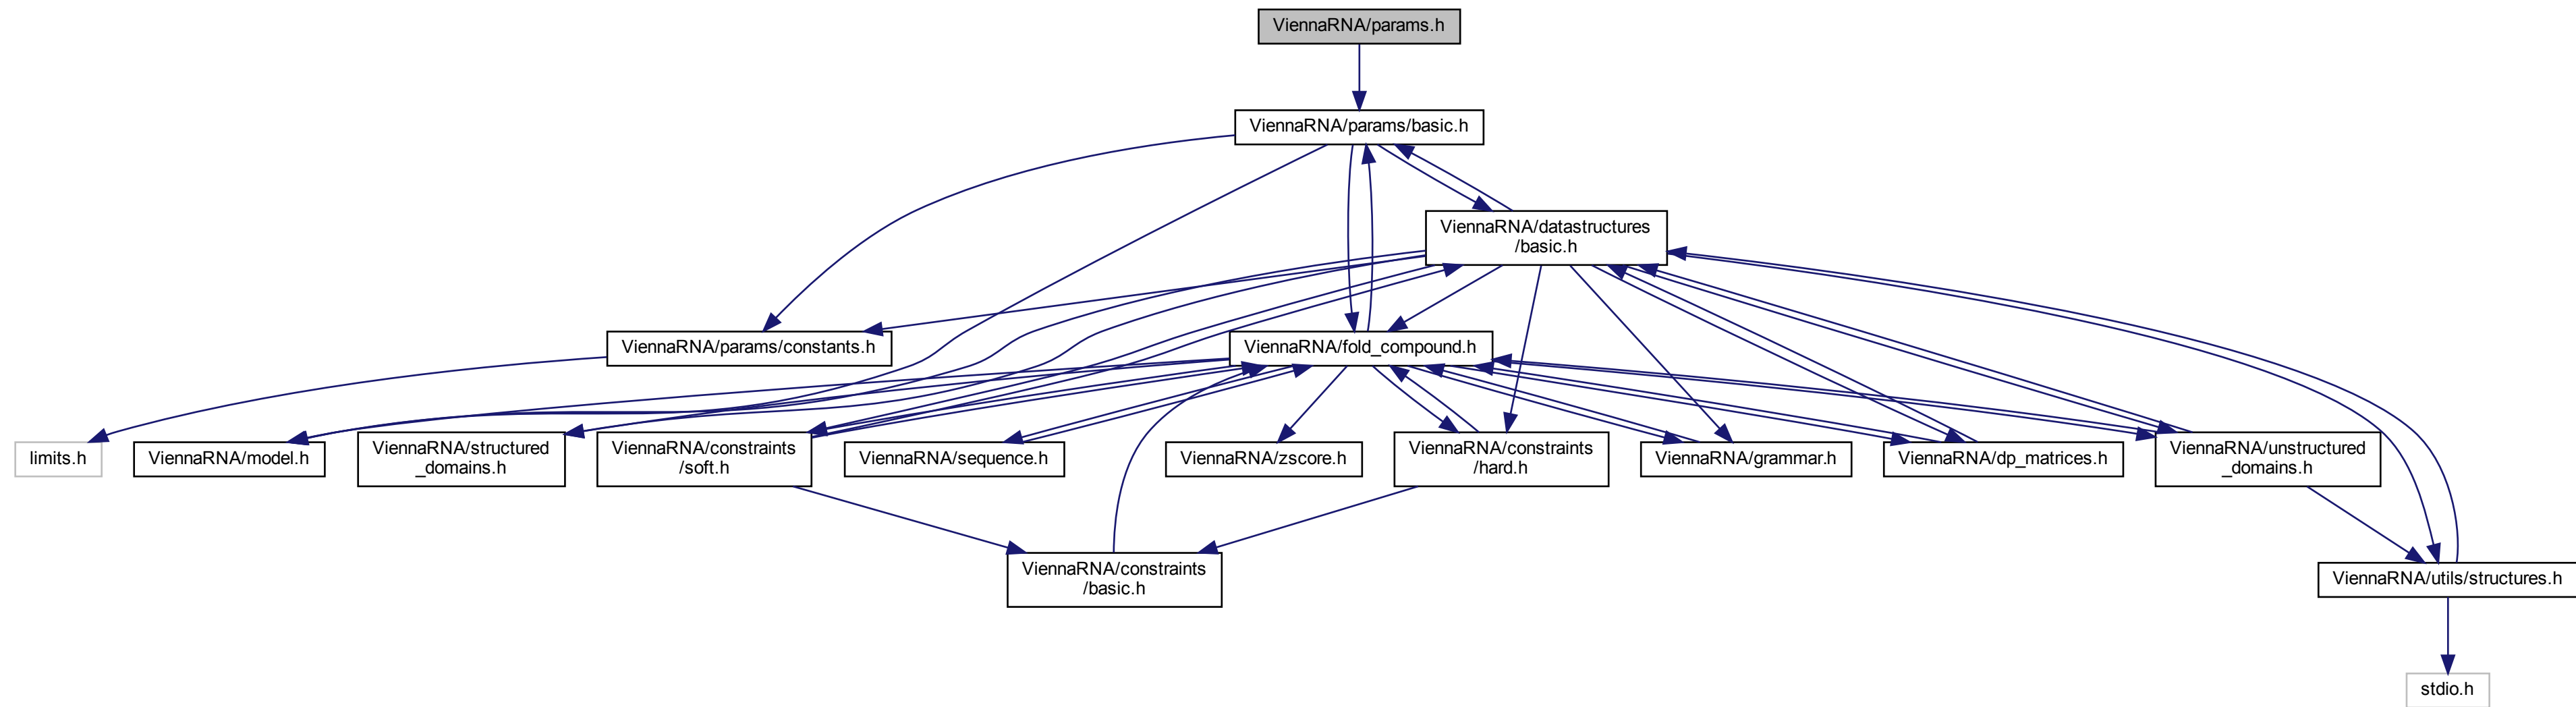 ViennaRNA/params.h
ViennaRNA/params/basic.h
ViennaRNA/datastructures
/basic.h
ViennaRNA/params/constants.h
ViennaRNA/fold_compound.h
limits.h
ViennaRNA/model.h
ViennaRNA/structured
_domains.h
ViennaRNA/constraints
/soft.h
ViennaRNA/sequence.h
ViennaRNA/zscore.h
ViennaRNA/constraints
/hard.h
ViennaRNA/grammar.h
ViennaRNA/dp_matrices.h
ViennaRNA/unstructured
_domains.h
ViennaRNA/constraints
/basic.h
ViennaRNA/utils/structures.h
stdio.h